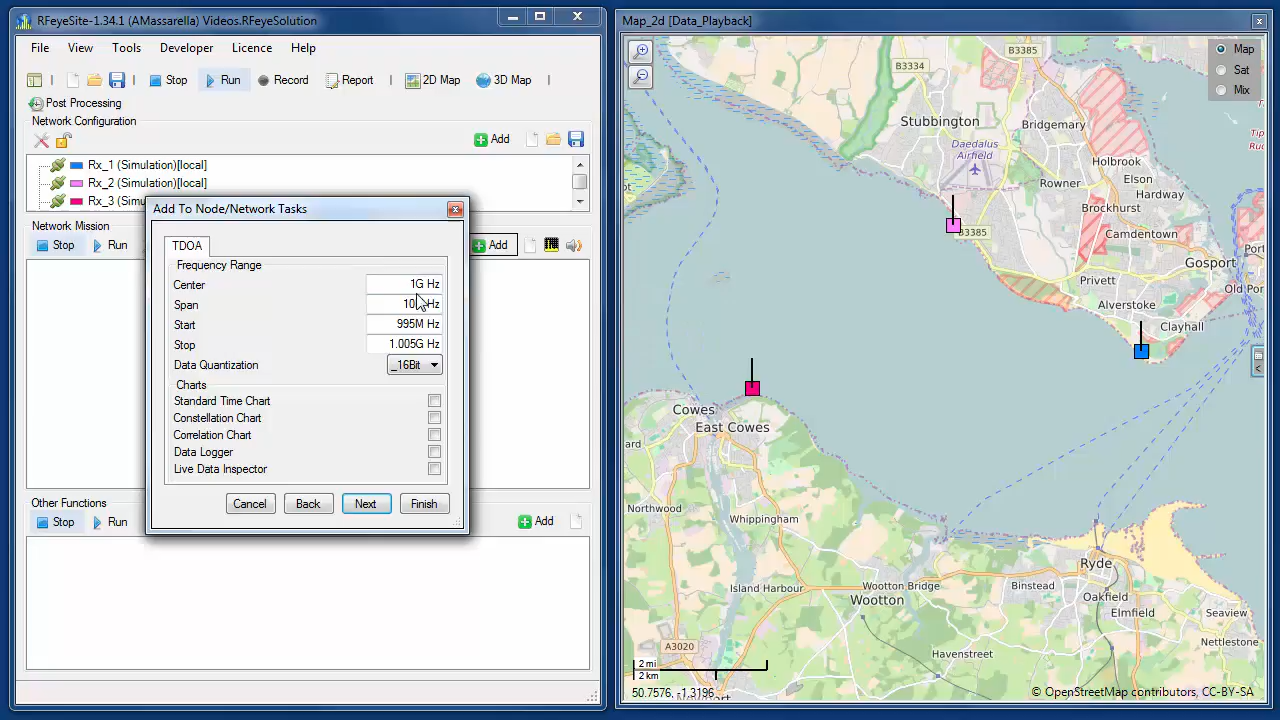 RFeyeSite-1.34.1 (AMassarella) Videos.RFeyeSolution
File View Tools Developer Licence Help
Stop Run Record Report 2D Map 3D Map
Post Processing
Network Configuration
Add
Rx_1 (Simulation)[local]
Rx_2 (Simulation)[local]
Rx_3 (Simu
Network Mission
Stop Run Add
Add To Node/Network Tasks
TDOA
Frequency Range
Center 1G Hz
Span Hz
Start 995M Hz
Stop 1.005G Hz
Data Quantization _16Bit
Charts
Standard Time Chart
Constellation Chart
Correlation Chart
Data Logger
Live Data Inspector
Cancel Back Next Finish
Other Functions
Stop Run Add
Map_2d [Data_Playback]
Map
Sat
Mix
B3385
B3334
Stubbington
Bridgemary
Daedalus
Airfield
Holbrook
Elson
Rowner
Hardway
Brockhurst
B3385
Camdentown
Gosport
Privett
Old Por
Alverstoke
Clayhall
Cowes
East Cowes
ard
Northwood
Whippingham
Ryde
Island Harbour
Wootton Bridge
Binstead
Wootton
Oakfield
Elmfield
Seaview
A3020
Havenstreet
Nettlestone
2 mi
2 km
50.7576, -1.3196
© OpenStreetMap contributors, CC-BY-SA